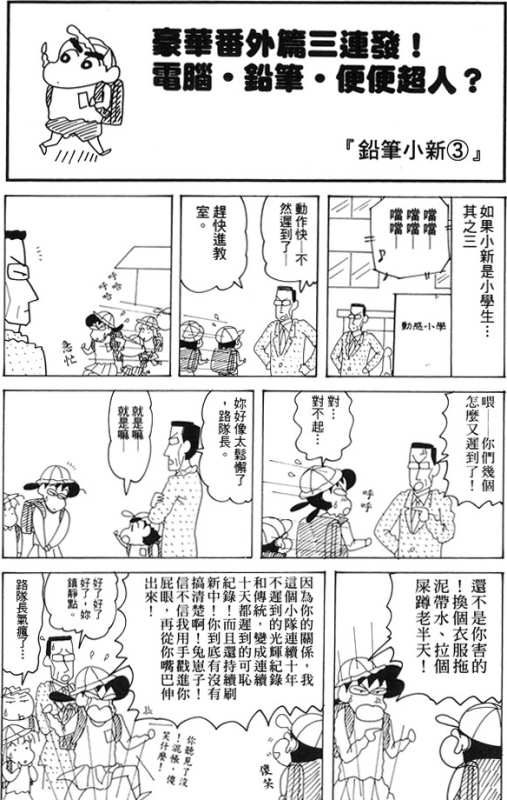 豪華番外篇三連發！
電腦・鉛筆・便便超人？
『鉛筆小新③』
如果小新是小學生…
其之三
噹噹噹
噹噹噹
動感小學
動作快，不
然遲到了——
趕快進教
室。
急忙
喂——你們幾個
怎麼又遲到了！
對…
對不起…
呼
呼
妳好像太鬆懈了
，路隊長。
就是嘛——
就是嘛——
還不是你害的
！換個衣服拖
泥帶水、拉個
屎蹲老半天！
因為你的關係，我
這個小隊連續十年
不遲到的光輝紀錄
和傳統，變成連續
十天都遲到的可恥
紀錄！而且還持續刷
新中！你到底有沒有
搞清楚啊！兔崽子！
信不信我用手戳進你
屁眼，再從你嘴巴伸
出來！
傻笑
你聽見了沒
！混帳，傻
笑什麼！
好了好了
好了，妳
鎮靜點。
路隊長氣瘋了…